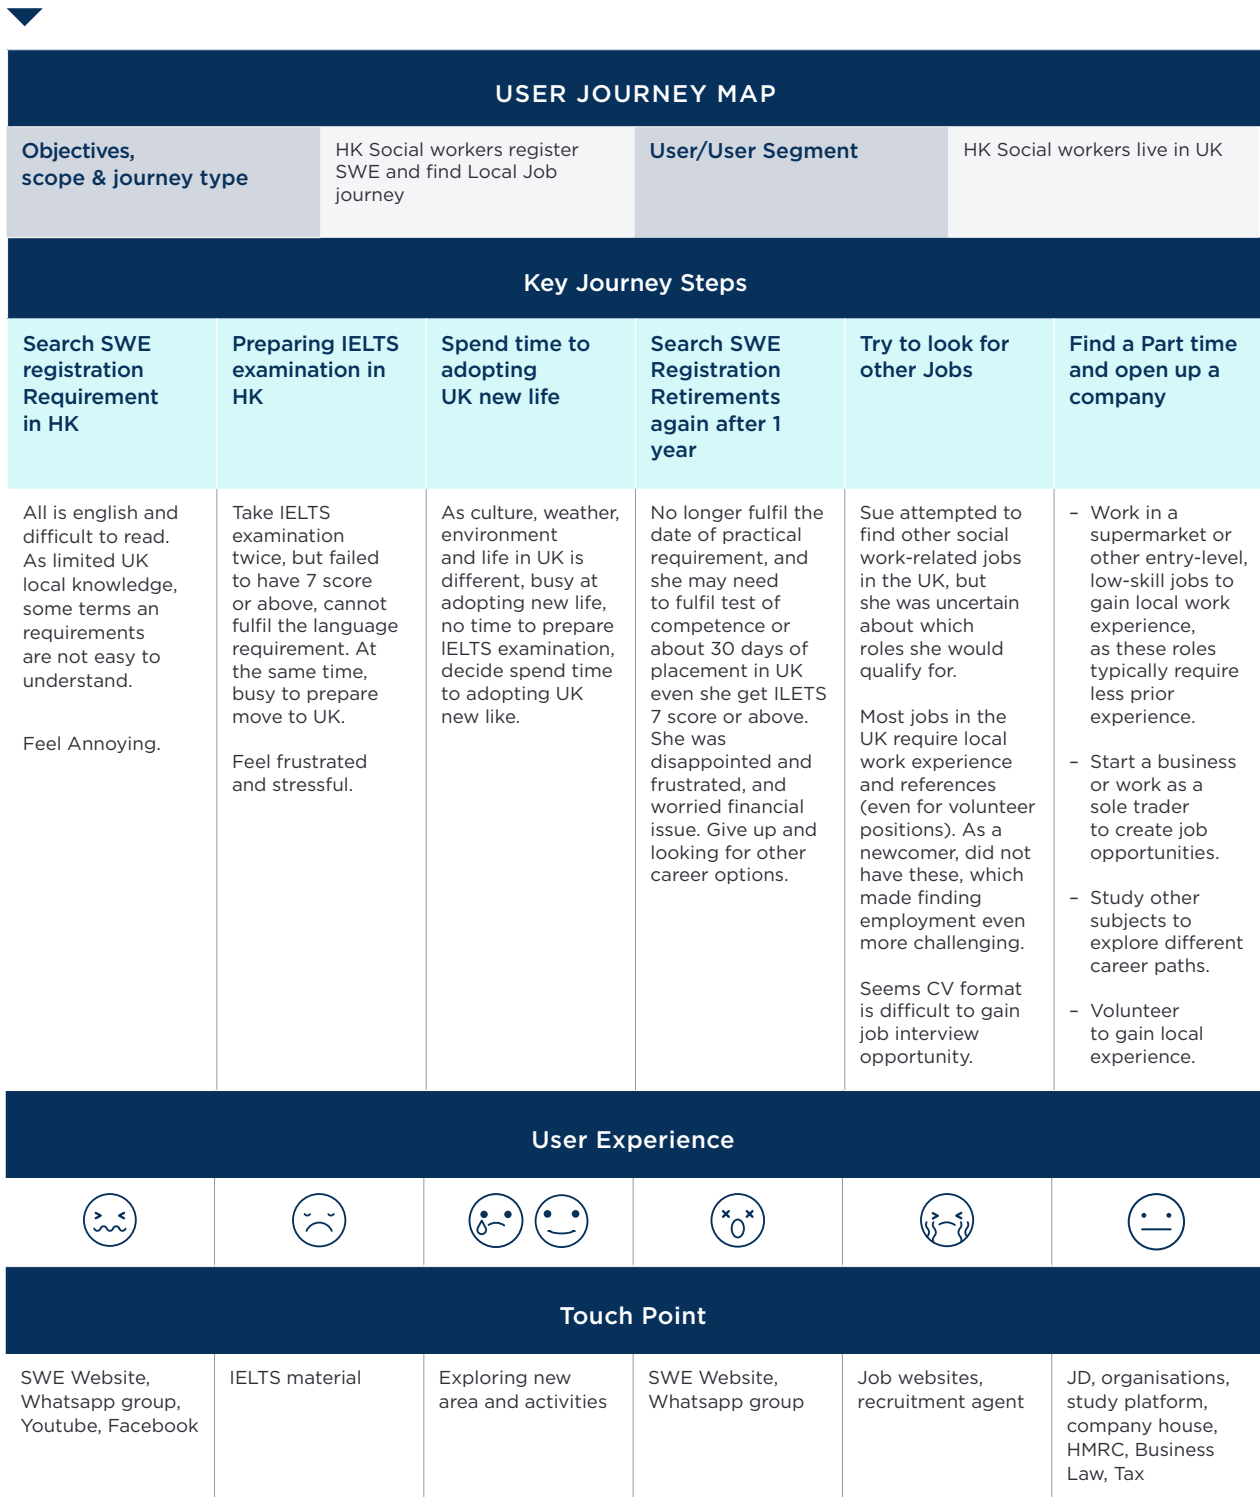 USER JOURNEY MAP
Objectives,
scope & journey type
HK Social workers register
SWE and find Local Job
journey
User/User Segment
HK Social workers live in UK
Key Journey Steps
Search SWE
registration
Requirement
in HK
Preparing IELTS
examination in
HK
Spend time to
adopting
UK new life
Search SWE
Registration
Retirements
again after 1
year
Try to look for
other Jobs
Find a Part time
and open up a
company
All is english and
difficult to read.
As limited UK
local knowledge,
some terms an
requirements
are not easy to
understand.
Feel Annoying.
Take IELTS
examination
twice, but failed
to have 7 score
or above, cannot
fulfil the language
requirement. At
the same time,
busy to prepare
move to UK.
Feel frustrated
and stressful.
As culture, weather,
environment
and life in UK is
different, busy at
adopting new life,
no time to prepare
IELTS examination,
decide spend time
to adopting UK
new like.
No longer fulfil the
date of practical
requirement, and
she may need
to fulfil test of
competence or
about 30 days of
placement in UK
even she get ILETS
7 score or above.
She was
disappointed and
frustrated, and
worried financial
issue. Give up and
looking for other
career options.
Sue attempted to
find other social
work-related jobs
in the UK, but
she was uncertain
about which
roles she would
qualify for.
Most jobs in the
UK require local
work experience
and references
(even for volunteer
positions). As a
newcomer, did not
have these, which
made finding
employment even
more challenging.
Seems CV format
is difficult to gain
job interview
opportunity.
– Work in a
supermarket or
other entry-level,
low-skill jobs to
gain local work
experience,
as these roles
typically require
less prior
experience.
– Start a business
or work as a
sole trader
to create job
opportunities.
– Study other
subjects to
explore different
career paths.
– Volunteer
to gain local
experience.
User Experience
Touch Point
SWE Website,
Whatsapp group,
Youtube, Facebook
IELTS material
Exploring new
area and activities
SWE Website,
Whatsapp group
Job websites,
recruitment agent
JD, organisations,
study platform,
company house,
HMRC, Business
Law, Tax